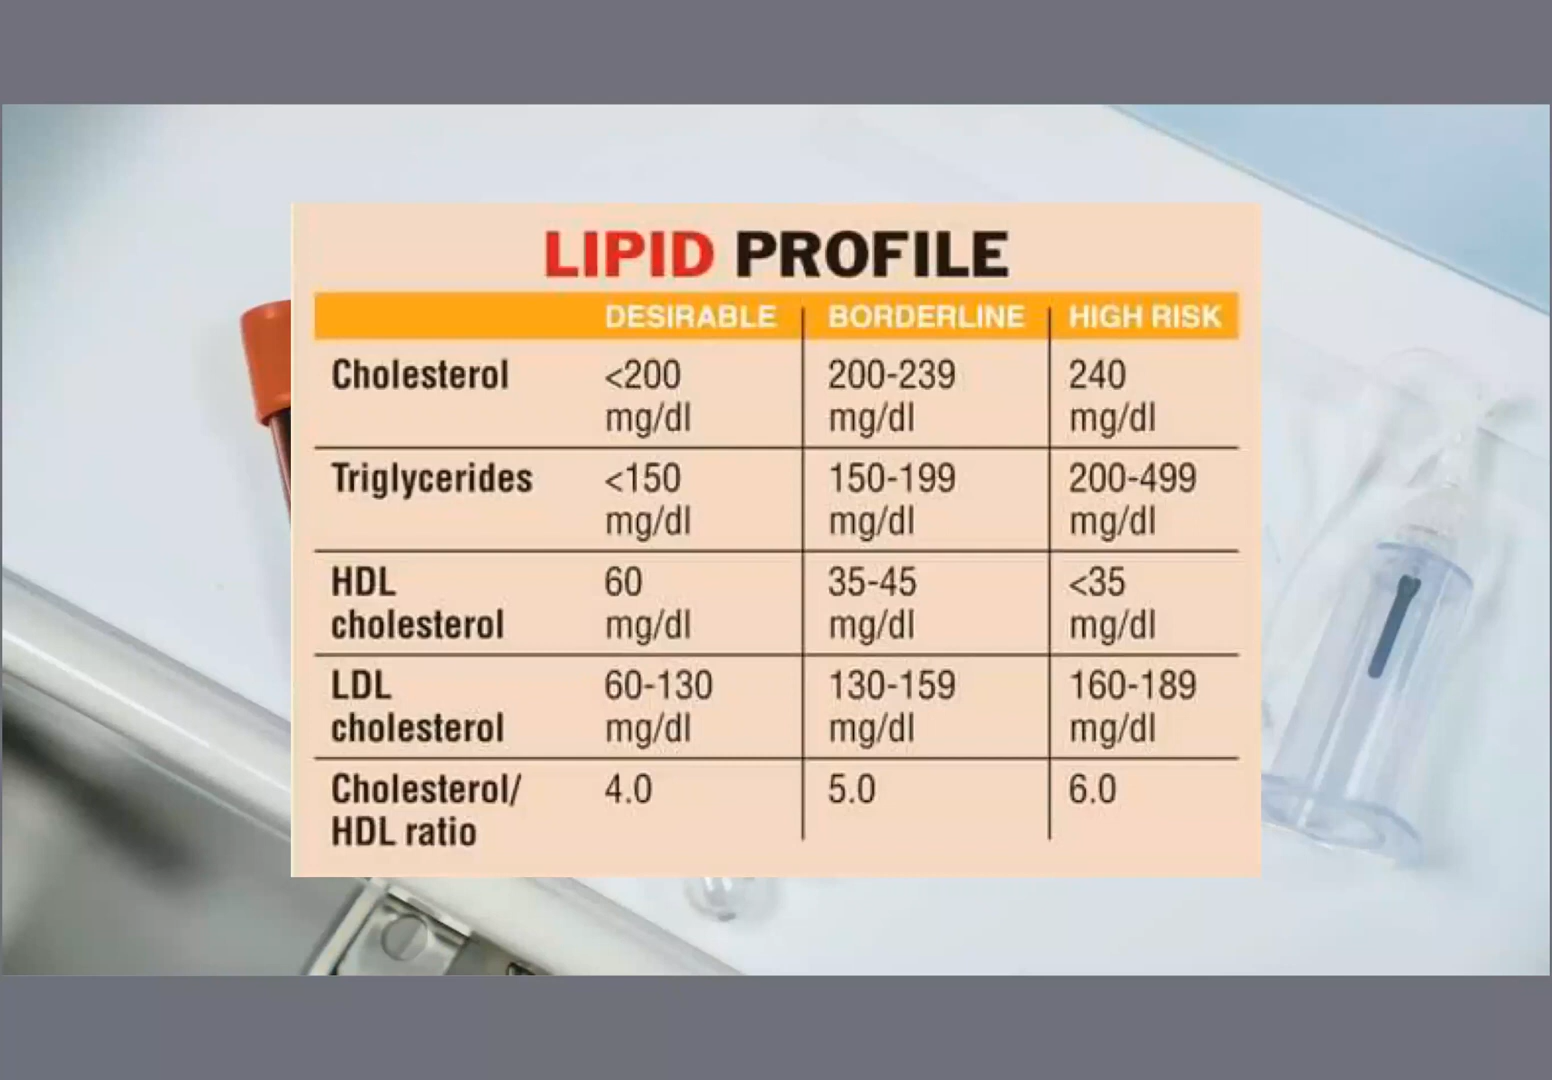 LIPID PROFILE
DESIRABLE BORDERLINE HIGH RISK
Cholesterol <200 200-239 240
mg/dl mg/dl mg/dl
Triglycerides <150 150-199 200-499
mg/dl mg/dl mg/dl
HDL 60 35-45 <35
cholesterol mg/dl mg/dl mg/dl
LDL 60-130 130-159 160-189
cholesterol mg/dl mg/dl mg/dl
Cholesterol/ 4.0 5.0 6.0
HDL ratio